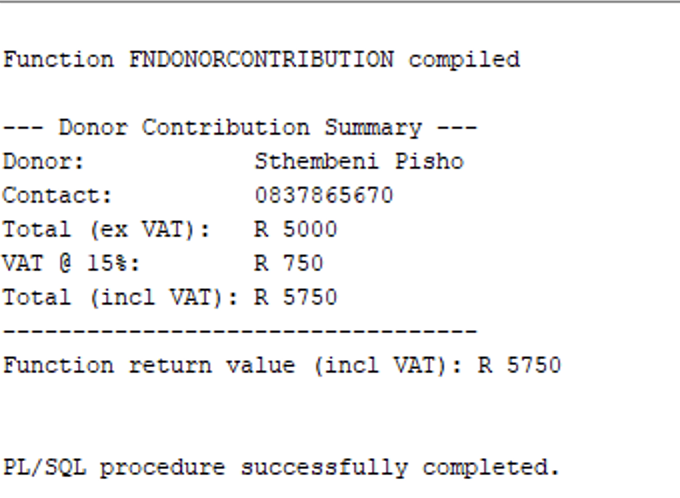 Function FNDONORCONTRIBUTION compiled
--- Donor Contribution Summary ---
Donor: Sthembeni Pisho
Contact: 0837865670
Total (ex VAT): R 5000
VAT @ 15%: R 750
Total (incl VAT): R 5750
----------------------------------
Function return value (incl VAT): R 5750
PL/SQL procedure successfully completed.